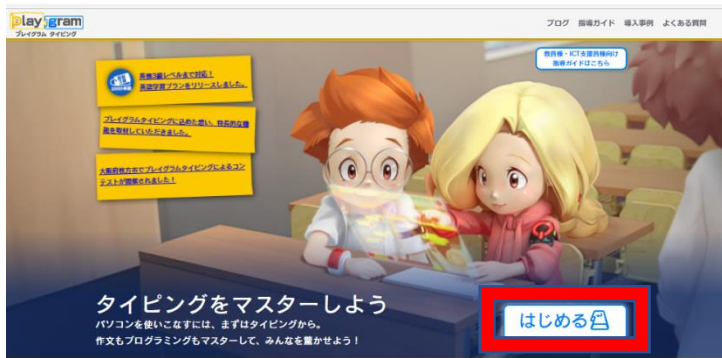 play gram
プレイグラム タイピング
ブログ 指導ガイド 導入事例 よくある質問
教員様・ICT支援員様向け
指導ガイドはこちら
英検3級レベルまで対応!
英語学習プランをリリースしました。
プレイグラムタイピングに込めた想い、特長的な機
能を取材していただきました。
大阪府枚方市でプレイグラムタイピングによるコン
テストが開催されました!
タイピングをマスターしよう
パソコンを使いこなすには、まずはタイピングから。
作文もプログラミングもマスターして、みんなを驚かせよう!
はじめる